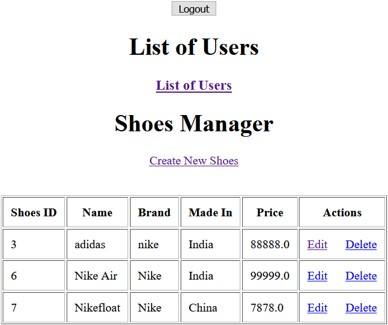 Logout
List of Users
List of Users
Shoes Manager
Create New Shoes
Shoes ID Name Brand Made In Price Actions
3 adidas nike India 88888.0 Edit Delete
6 Nike Air Nike India 99999.0 Edit Delete
7 Nikefloat Nike China 7878.0 Edit Delete